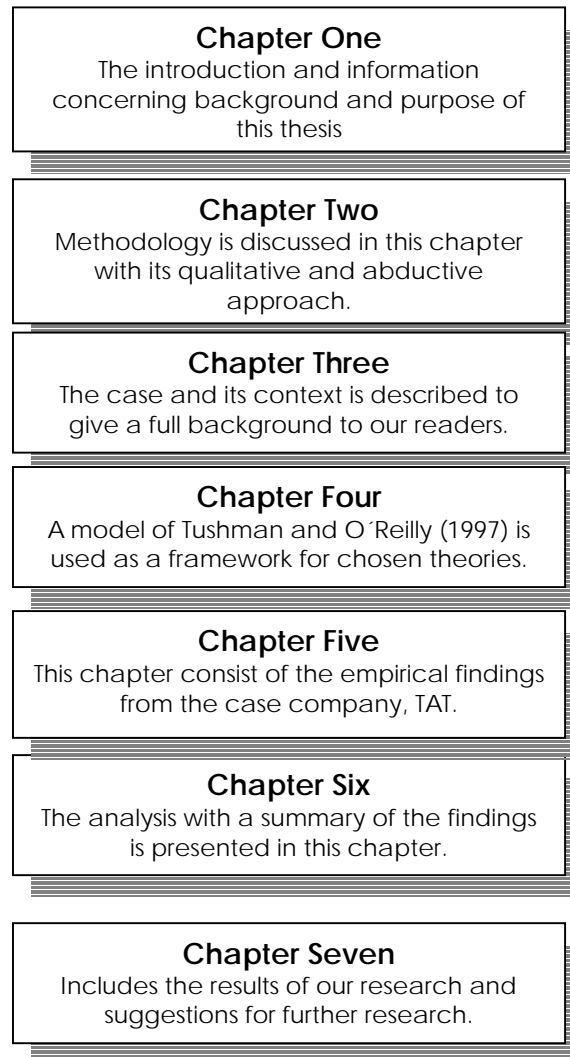 Chapter One
The introduction and information
concerning background and purpose of
this thesis
Chapter Two
Methodology is discussed in this chapter
with its qualitative and abductive
approach.
Chapter Three
The case and its context is described to
give a full background to our readers.
Chapter Four
A model of Tushman and O´Reilly (1997) is
used as a framework for chosen theories.
Chapter Five
This chapter consist of the empirical findings
from the case company, TAT.
Chapter Six
The analysis with a summary of the findings
is presented in this chapter.
Chapter Seven
Includes the results of our research and
suggestions for further research.